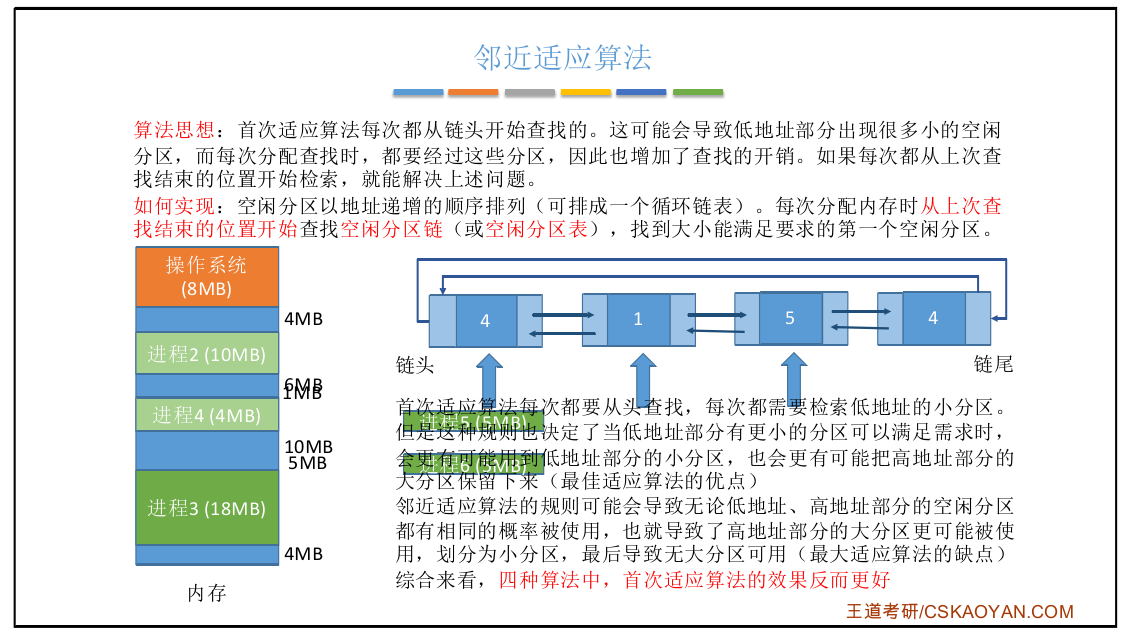 邻近适应算法
算法思想：首次适应算法每次都从链头开始查找的。这可能会导致低地址部分出现很多小的空闲
分区，而每次分配查找时，都要经过这些分区，因此也增加了查找的开销。如果每次都从上次查
找结束的位置开始检索，就能解决上述问题。
如何实现：空闲分区以地址递增的顺序排列（可排成一个循环链表）。每次分配内存时从上次查
找结束的位置开始查找空闲分区链（或空闲分区表），找到大小能满足要求的第一个空闲分区。
操作系统
(8MB)
4MB
进程2 (10MB)
6MB
1MB
进程4 (4MB)
10MB
5MB
进程3 (18MB)
4MB
内存
4
1
5
4
链头
链尾
进程5 (5MB)
进程6 (5MB)
首次适应算法每次都要从头查找，每次都需要检索低地址的小分区。
但是这种规则也决定了当低地址部分有更小的分区可以满足需求时，
会更有可能用到低地址部分的小分区，也会更有可能把高地址部分的
大分区保留下来（最佳适应算法的优点）
邻近适应算法的规则可能会导致无论低地址、高地址部分的空闲分区
都有相同的概率被使用，也就导致了高地址部分的大分区更可能被使
用，划分为小分区，最后导致无大分区可用（最大适应算法的缺点）
综合来看，四种算法中，首次适应算法的效果反而更好
王道考研/CSKAOYAN.COM